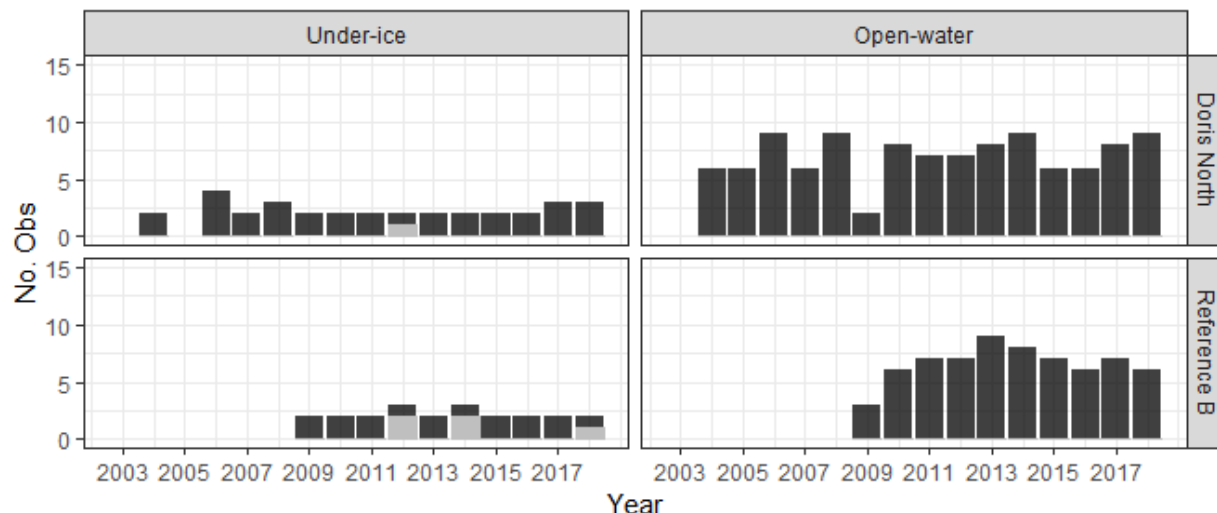 Under-ice Open-water
15
10
5
0
Doris North
15
10
5
0
Reference B
No. Obs
2003 2005 2007 2009 2011 2013 2015 2017 2003 2005 2007 2009 2011 2013 2015 2017
Year